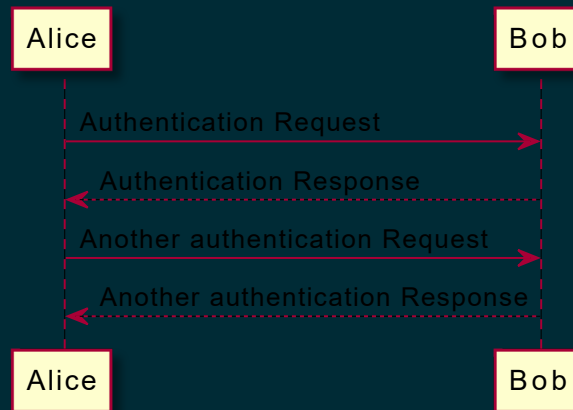 Alice
Bob
Authentication Request
Authentication Response
Another authentication Request
Another authentication Response
Alice
Bob